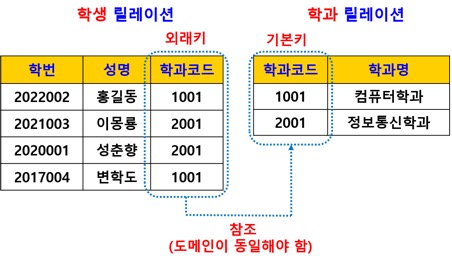 학생 릴레이션
학과 릴레이션
외래키
기본키
학번 성명 학과코드
2022002 홍길동 1001
2021003 이몽룡 2001
2020001 성춘향 2001
2017004 변학도 1001
학과코드 학과명
1001 컴퓨터학과
2001 정보통신학과
참조
(도메인이 동일해야 함)